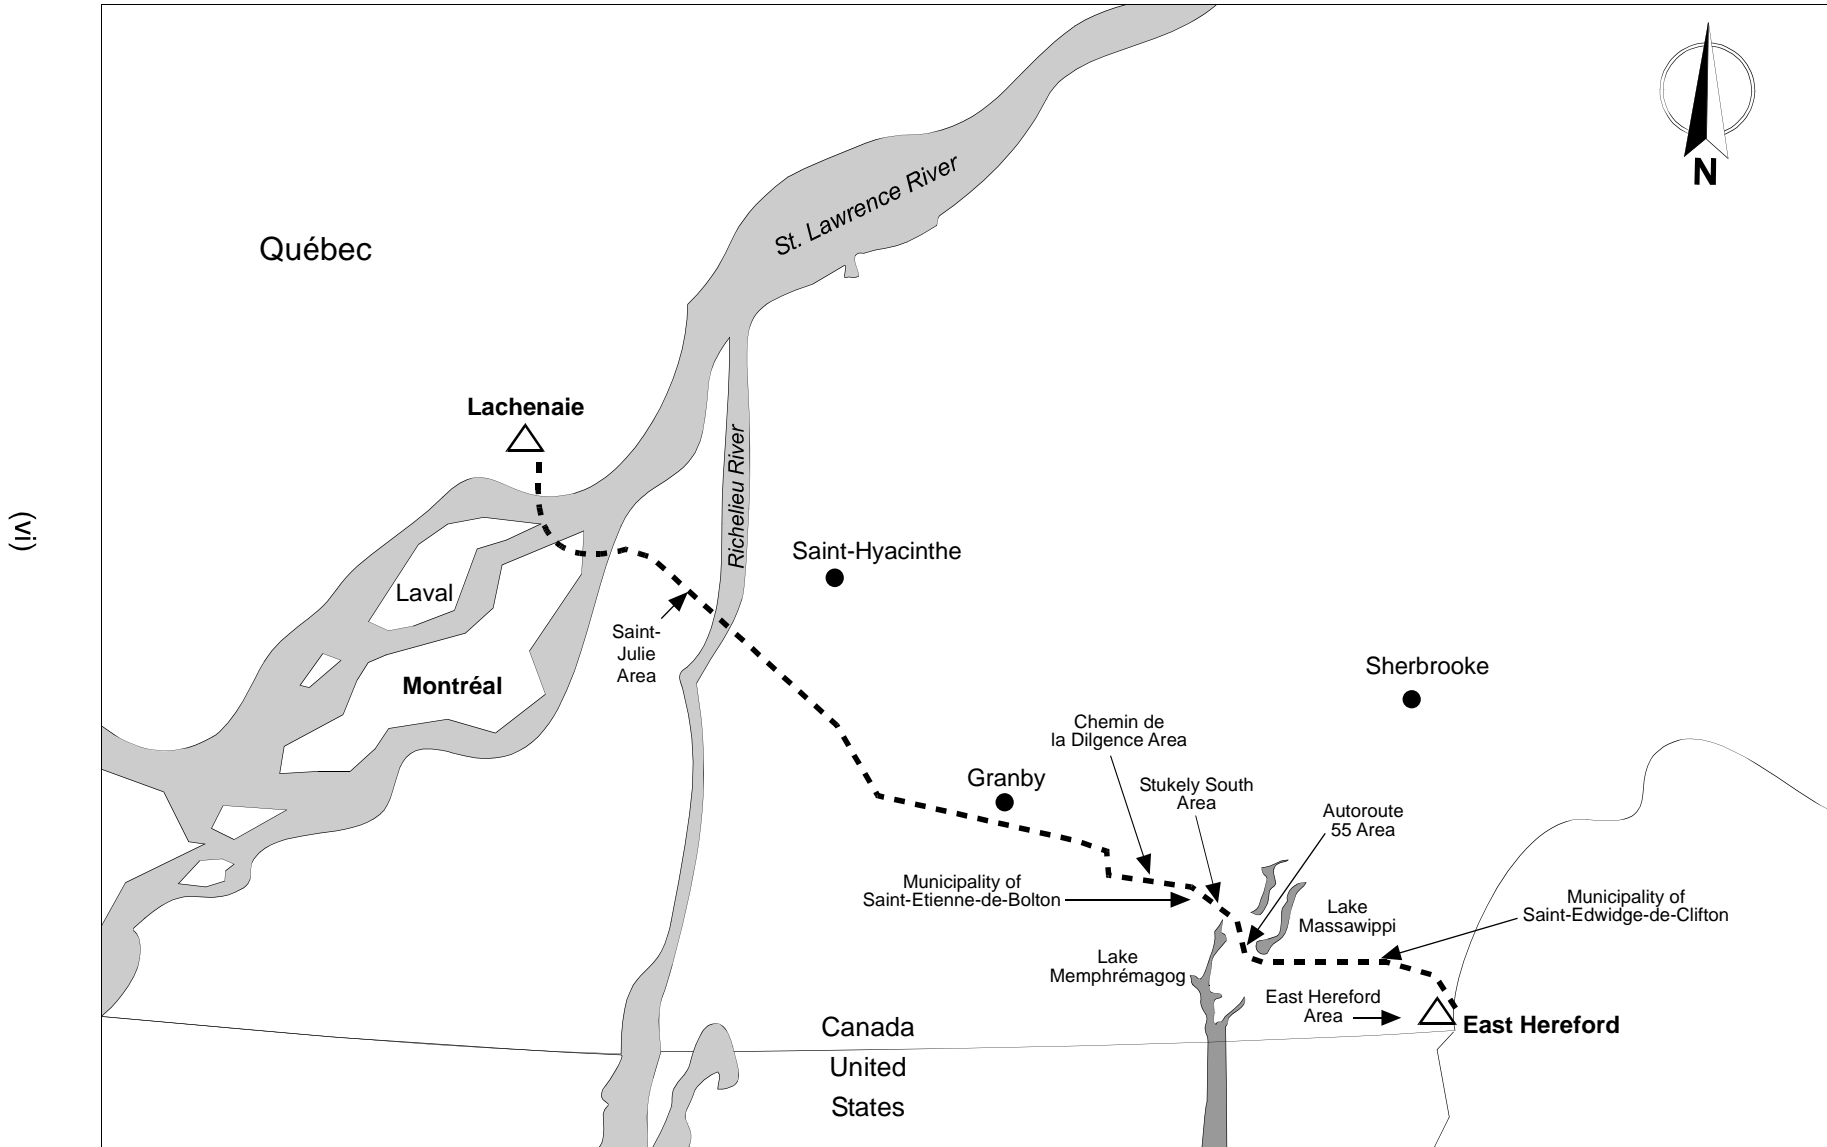 N
St. Lawrence River
Québec
Lachenaie
Richelieu River
(vi)
Saint-Hyacinthe
Laval
Saint-
Julie
Area
Montréal
Sherbrooke
Chemin de
la Dilgence Area
Granby
Stukely South
Area
Autoroute
55 Area
Municipality of
Saint-Etienne-de-Bolton
Municipality of
Saint-Edwidge-de-Clifton
Lake
Massawippi
Lake
Memphrémagog
East Hereford
Area
East Hereford
Canada
United
States